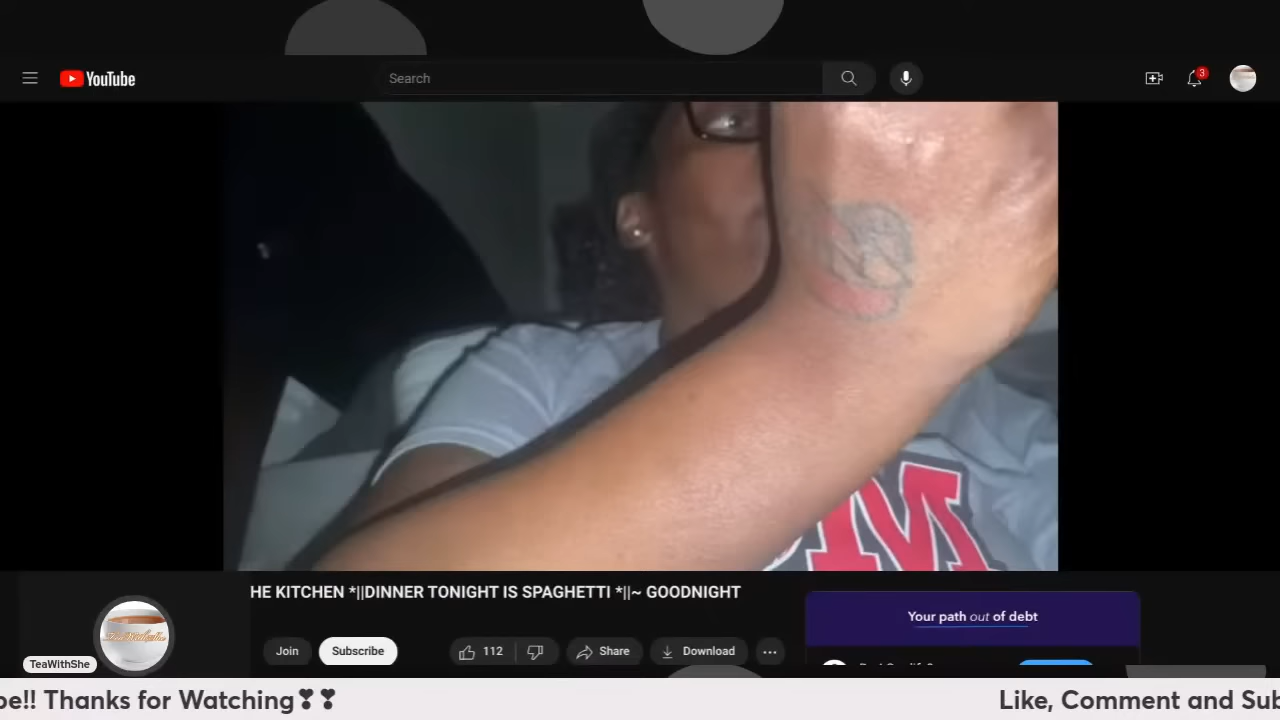 YouTube
Search
3
M
HE KITCHEN *||DINNER TONIGHT IS SPAGHETTI *||~ GOODNIGHT
Your path out of debt
Join
Subscribe
112
Share
Download
TeaWithShe
be!! Thanks for Watching❣❣
Like, Comment and Sub